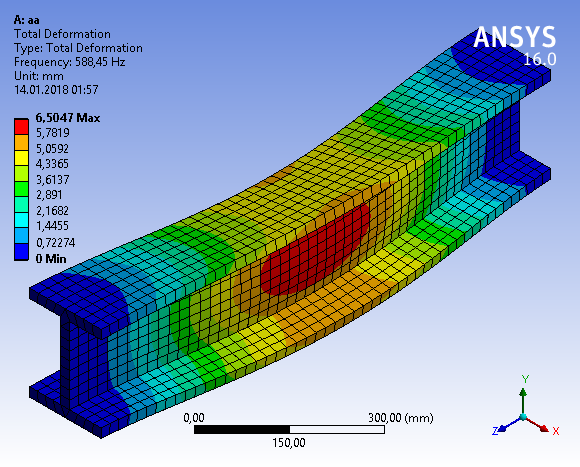 A: aa
Total Deformation
Type: Total Deformation
Frequency: 588,45 Hz
Unit: mm
14.01.2018 01:57
ANSYS
16.0
6,5047 Max
5,7819
5,0592
4,3365
3,6137
2,891
2,1682
1,4455
0,72274
0 Min
0,00
300,00 (mm)
150,00
Y
Z
X